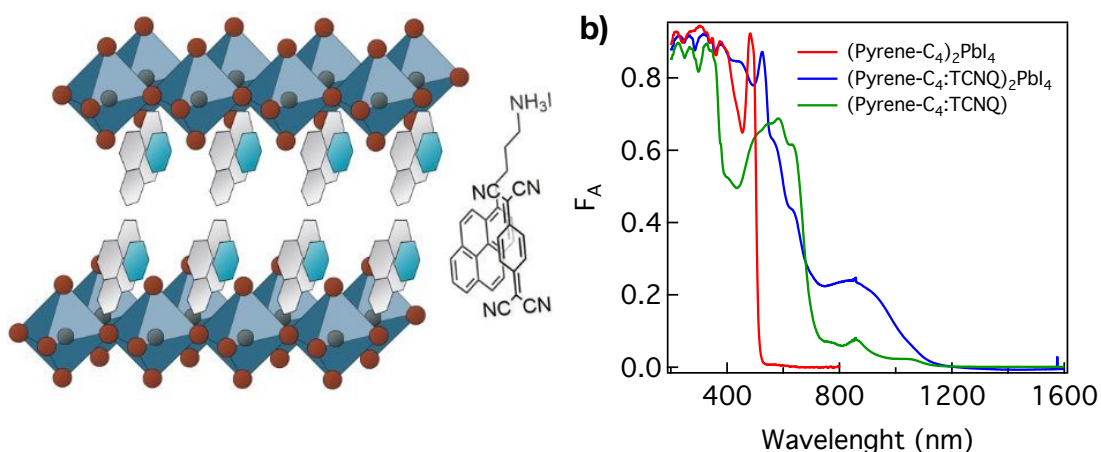 NH₃I
NC
CN
NC
CN
b)
(Pyrene-C₄)₂PbI₄
(Pyrene-C₄:TCNQ)₂PbI₄
(Pyrene-C₄:TCNQ)
F_A
0.8
0.6
0.4
0.2
0.0
400 800 1200 1600
Wavelenght (nm)